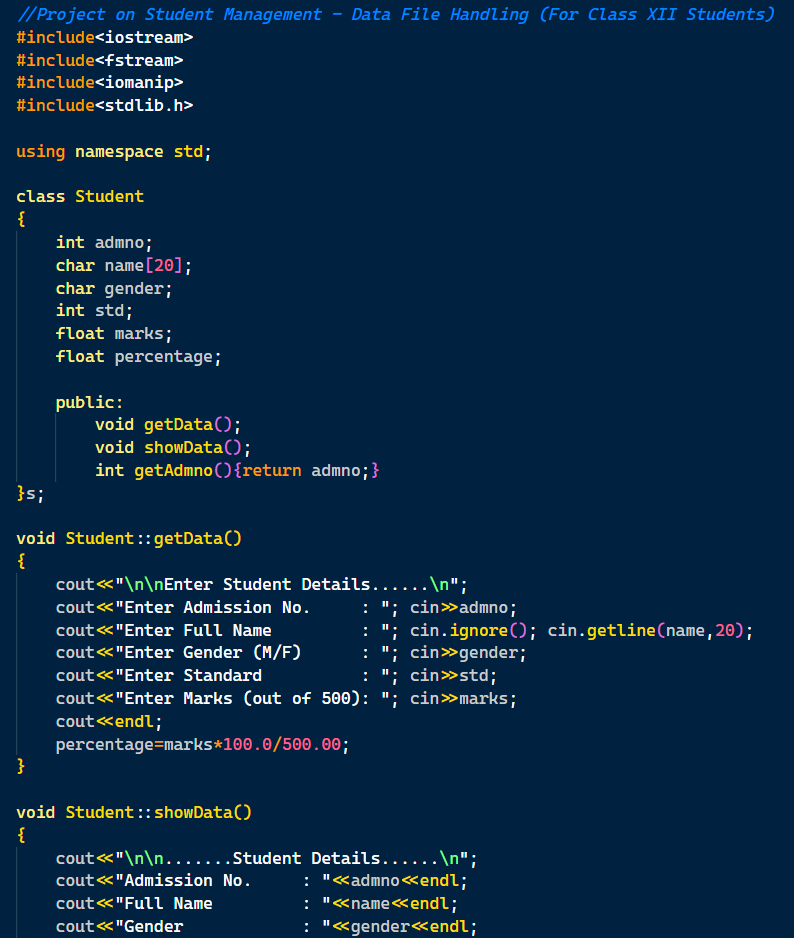 //Project on Student Management - Data File Handling (For Class XII Students)
#include<iostream>
#include<fstream>
#include<iomanip>
#include<stdlib.h>

using namespace std;

class Student
{
    int admno;
    char name[20];
    char gender;
    int std;
    float marks;
    float percentage;

    public:
        void getData();
        void showData();
        int getAdmno(){return admno;}
}s;

void Student::getData()
{
    cout<<"\n\nEnter Student Details......\n";
    cout<<"Enter Admission No.     : "; cin>>admno;
    cout<<"Enter Full Name         : "; cin.ignore(); cin.getline(name,20);
    cout<<"Enter Gender (M/F)      : "; cin>>gender;
    cout<<"Enter Standard          : "; cin>>std;
    cout<<"Enter Marks (out of 500): "; cin>>marks;
    cout<<endl;
    percentage=marks*100.0/500.00;
}

void Student::showData()
{
    cout<<"\n\n.......Student Details......\n";
    cout<<"Admission No.     : "<<admno<<endl;
    cout<<"Full Name         : "<<name<<endl;
    cout<<"Gender            : "<<gender<<endl;